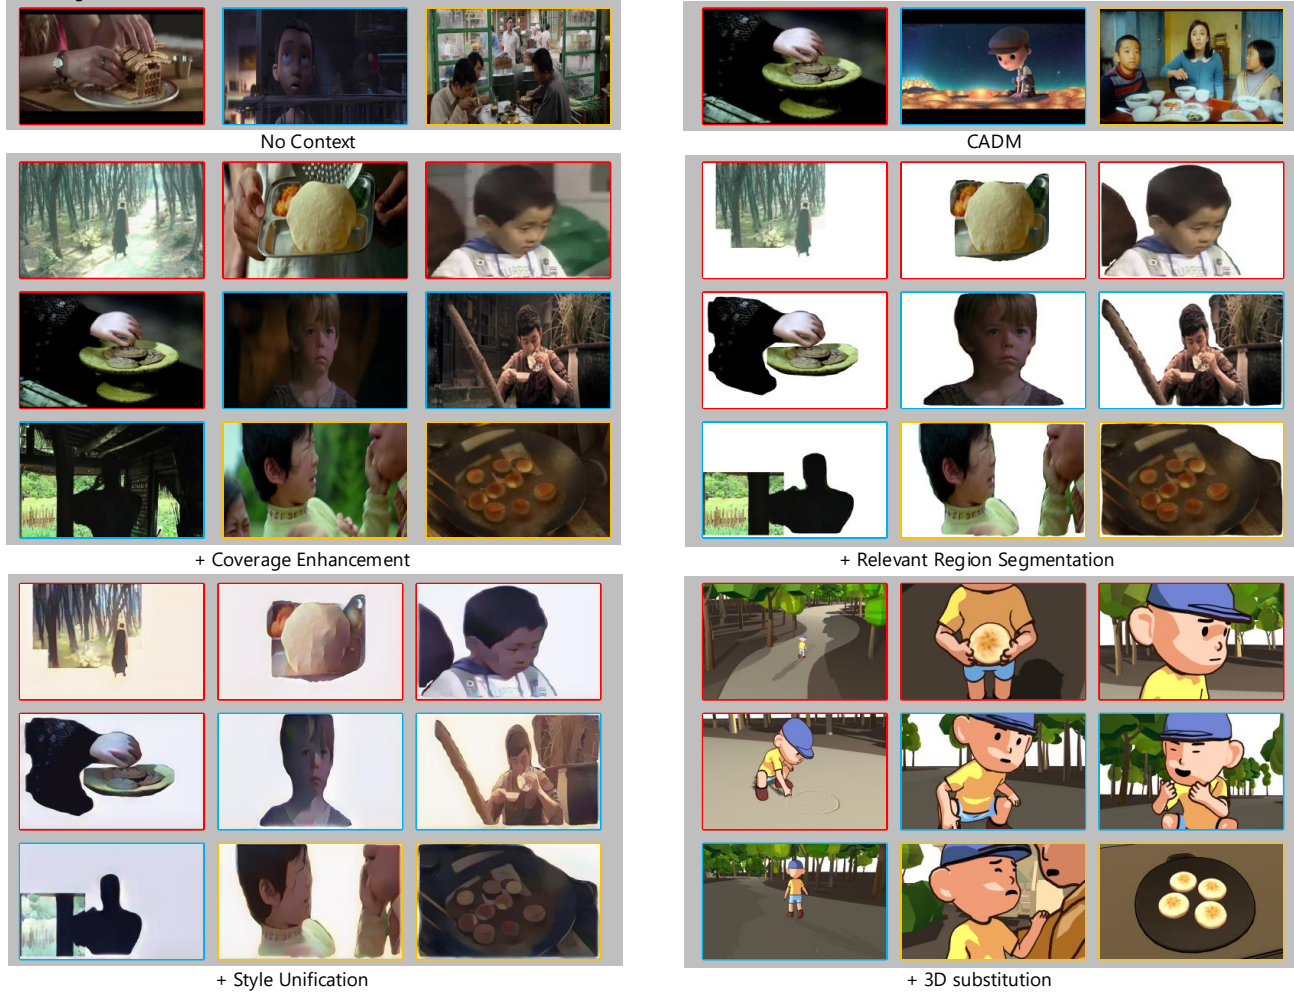 No Context
CADM
+ Coverage Enhancement
+ Relevant Region Segmentation
+ Style Unification
+ 3D substitution